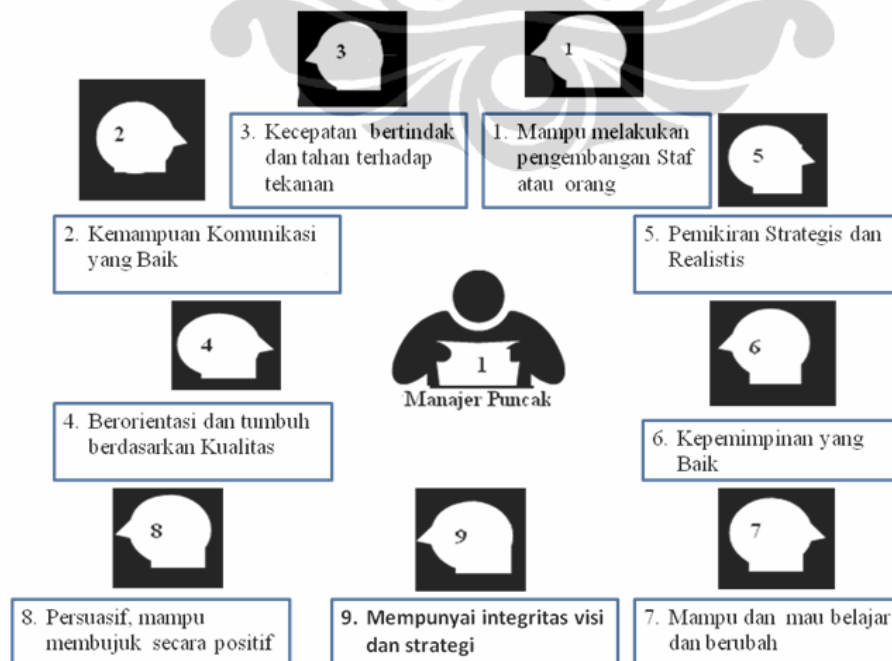 3
1
3. Kecepatan bertindak
dan tahan terhadap
tekanan
1. Mampu melakukan
pengembangan Staf
atau orang
2
5
2. Kemampuan Komunikasi
yang Baik
5. Pemikiran Strategis dan
Realistis
4
1
Manajer Puncak
6
4. Berorientasi dan tumbuh
berdasarkan Kualitas
6. Kepemimpinan yang
Baik
8
9
7
8. Persuasif, mampu
membujuk secara positif
9. Mempunyai integritas visi
dan strategi
7. Mampu dan mau belajar
dan berubah